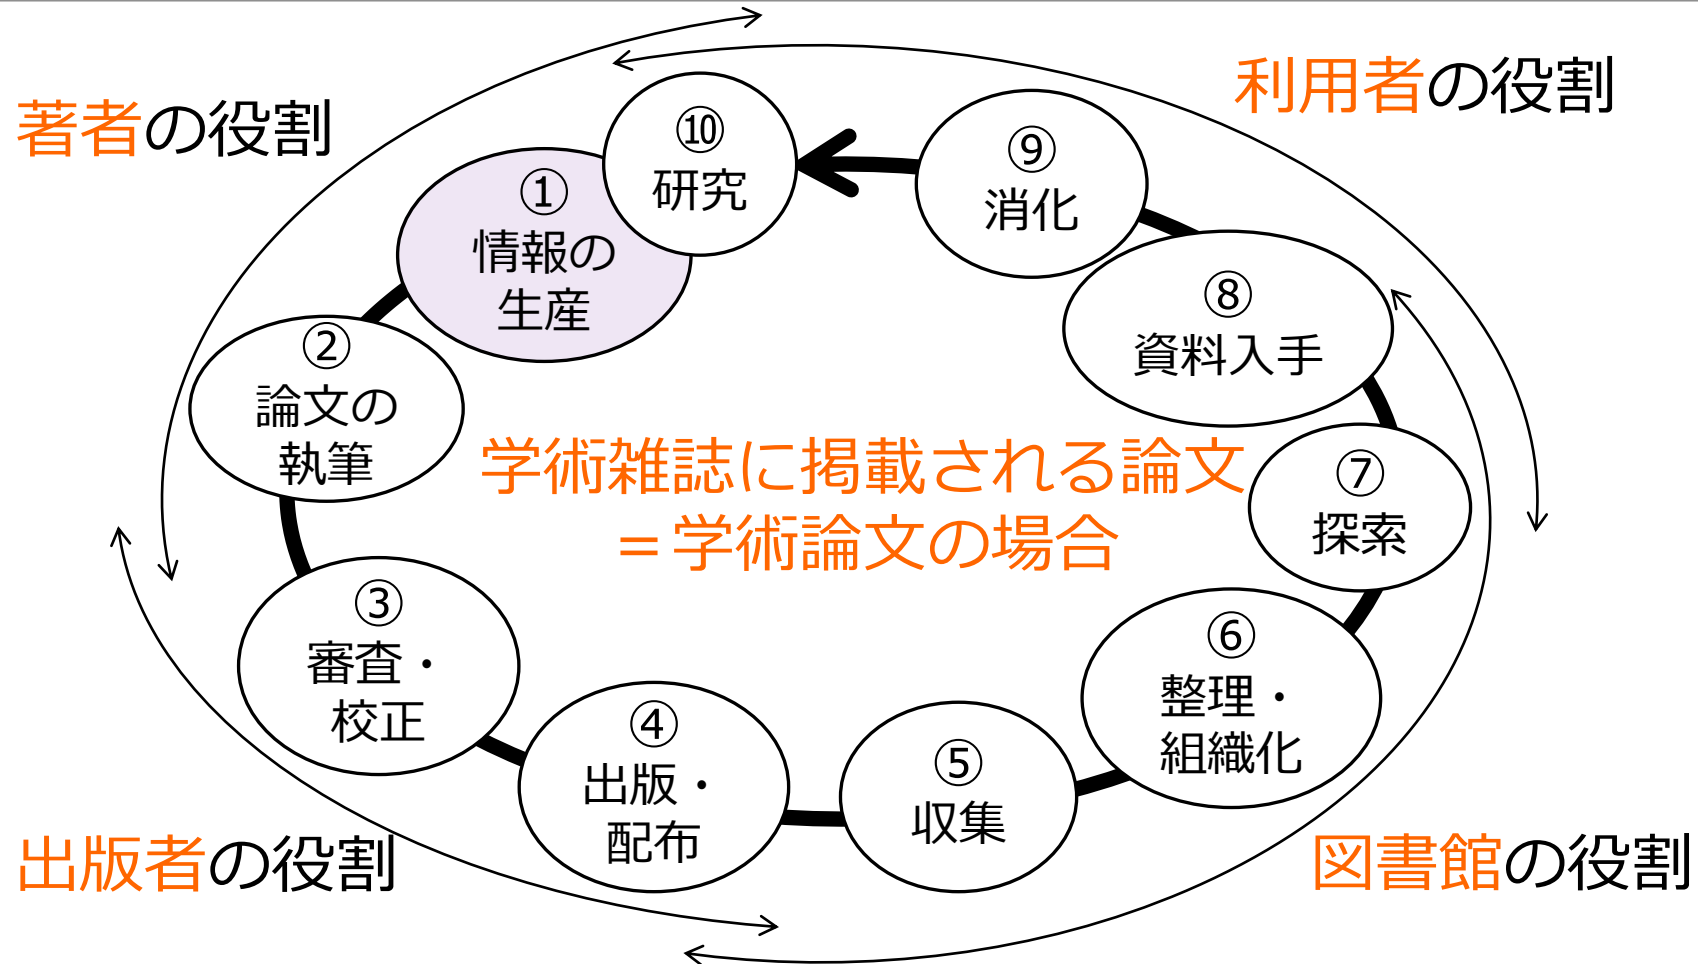 著者の役割
利用者の役割
①
情報の
生産
②
論文の
執筆
③
審査・
校正
④
出版・
配布
⑤
収集
⑥
整理・
組織化
⑦
探索
⑧
資料入手
⑨
消化
⑩
研究
学術雑誌に掲載される論文
＝学術論文の場合
出版者の役割
図書館の役割